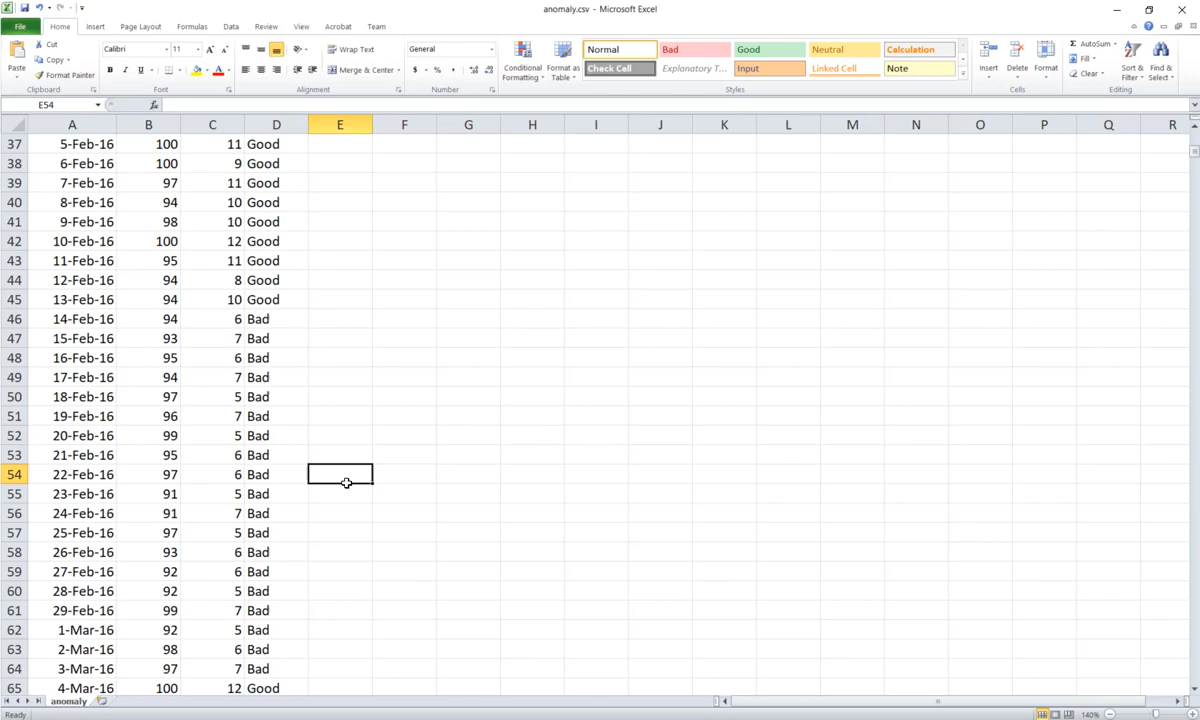 anomaly.csv - Microsoft Excel
File Home Insert Page Layout Formulas Data Review View Acrobat Team
Paste Cut Copy Format Painter Clipboard
Calibri 11 B I U Font
Wrap Text Merge & Center Alignment
General $ % , Number
Conditional Formatting Format as Table
Normal Bad Good Neutral Calculation
Check Cell Explanatory T... Input Linked Cell Note
Styles
Insert Delete Format Cells
AutoSum Fill Clear Sort & Filter Find & Select Editing
E54 fx
A B C D E F G H I J K L M N O P Q R
37 5-Feb-16 100 11 Good
38 6-Feb-16 100 9 Good
39 7-Feb-16 97 11 Good
40 8-Feb-16 94 10 Good
41 9-Feb-16 98 10 Good
42 10-Feb-16 100 12 Good
43 11-Feb-16 95 11 Good
44 12-Feb-16 94 8 Good
45 13-Feb-16 94 10 Good
46 14-Feb-16 94 6 Bad
47 15-Feb-16 93 7 Bad
48 16-Feb-16 95 6 Bad
49 17-Feb-16 94 7 Bad
50 18-Feb-16 97 5 Bad
51 19-Feb-16 96 7 Bad
52 20-Feb-16 99 5 Bad
53 21-Feb-16 95 6 Bad
54 22-Feb-16 97 6 Bad
55 23-Feb-16 91 5 Bad
56 24-Feb-16 91 7 Bad
57 25-Feb-16 97 5 Bad
58 26-Feb-16 93 6 Bad
59 27-Feb-16 92 6 Bad
60 28-Feb-16 92 5 Bad
61 29-Feb-16 99 7 Bad
62 1-Mar-16 92 5 Bad
63 2-Mar-16 98 6 Bad
64 3-Mar-16 97 7 Bad
65 4-Mar-16 100 12 Good
anomaly
Ready 140%